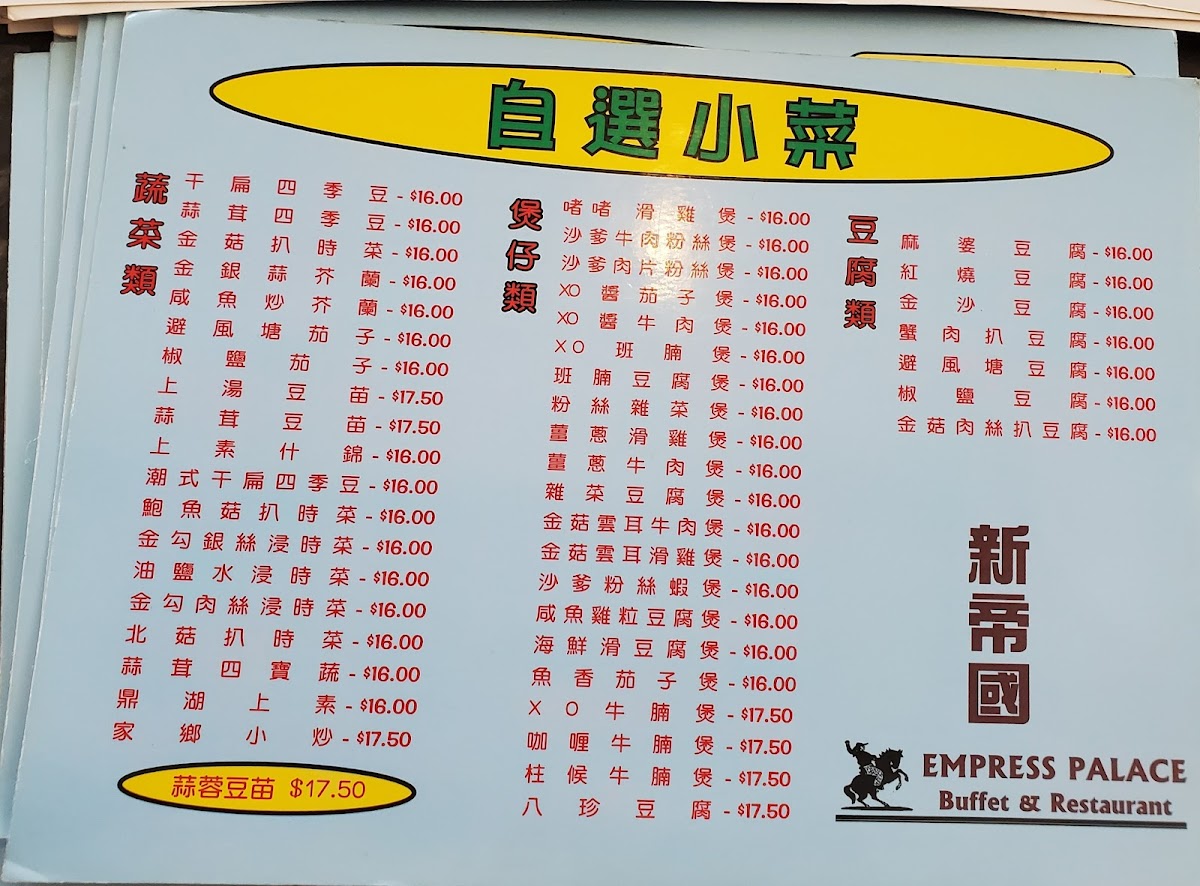 自選小菜
蔬菜類
干扁四季豆 - $16.00
蒜茸四季豆 - $16.00
金菇扒時菜 - $16.00
金銀蒜芥蘭 - $16.00
咸魚炒芥蘭 - $16.00
避風塘茄子 - $16.00
椒鹽茄子 - $16.00
上湯豆苗 - $17.50
蒜茸豆苗 - $17.50
上素什錦 - $16.00
潮式干扁四季豆 - $16.00
鮑魚菇扒時菜 - $16.00
金勾銀絲浸時菜 - $16.00
油鹽水浸時菜 - $16.00
金勾肉絲浸時菜 - $16.00
北菇扒時菜 - $16.00
蒜茸四寶蔬 - $16.00
鼎湖上素 - $16.00
家鄉小炒 - $17.50
蒜蓉豆苗 $17.50
煲仔類
啫啫滑雞煲 - $16.00
沙爹牛肉粉絲煲 - $16.00
沙爹肉片粉絲煲 - $16.00
XO醬茄子煲 - $16.00
XO醬牛肉煲 - $16.00
XO班腩煲 - $16.00
班腩豆腐煲 - $16.00
粉絲雜菜煲 - $16.00
薑蔥滑雞煲 - $16.00
薑蔥牛肉煲 - $16.00
雜菜豆腐煲 - $16.00
金菇雲耳牛肉煲 - $16.00
金菇雲耳滑雞煲 - $16.00
沙爹粉絲蝦煲 - $16.00
咸魚雞粒豆腐煲 - $16.00
海鮮滑豆腐煲 - $16.00
魚香茄子煲 - $16.00
XO牛腩煲 - $17.50
咖喱牛腩煲 - $17.50
柱候牛腩煲 - $17.50
八珍豆腐 - $17.50
豆腐類
麻婆豆腐 - $16.00
紅燒豆腐 - $16.00
金沙豆腐 - $16.00
蟹肉扒豆腐 - $16.00
避風塘豆腐 - $16.00
椒鹽豆腐 - $16.00
金菇肉絲扒豆腐 - $16.00
新帝國
EMPRESS PALACE
Buffet & Restaurant